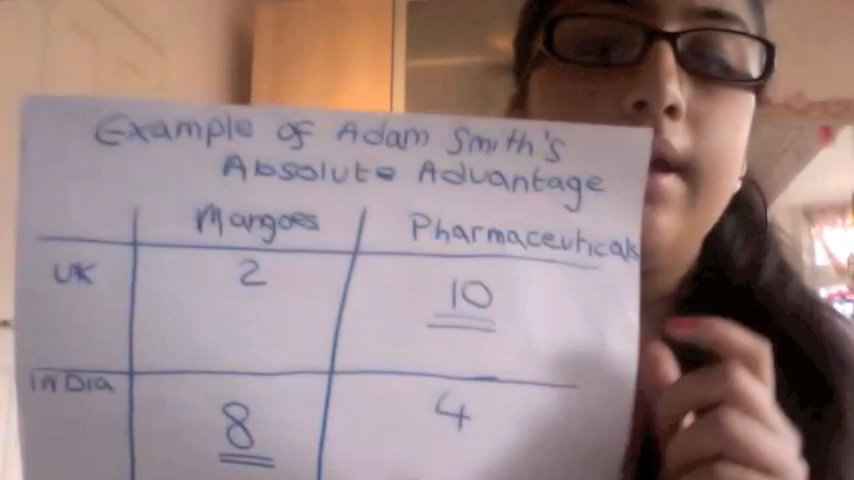 Example of Adam Smith's
Absolute Advantage
Mangoes Pharmaceuticals
UK 2 10
INDIA 8 4